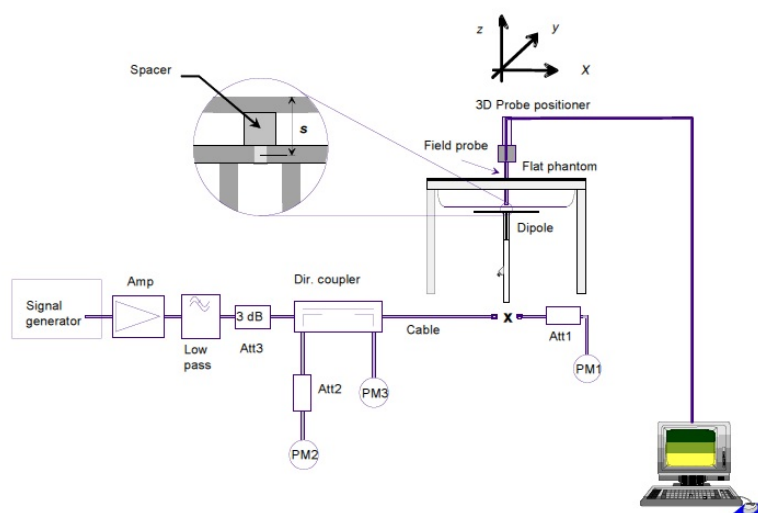 z
y
x
Spacer
s
3D Probe positioner
Field probe
Flat phantom
Dipole
Signal
generator
Amp
Low
pass
3 dB
Att3
Dir. coupler
Att2
PM2
PM3
Cable
x
Att1
PM1